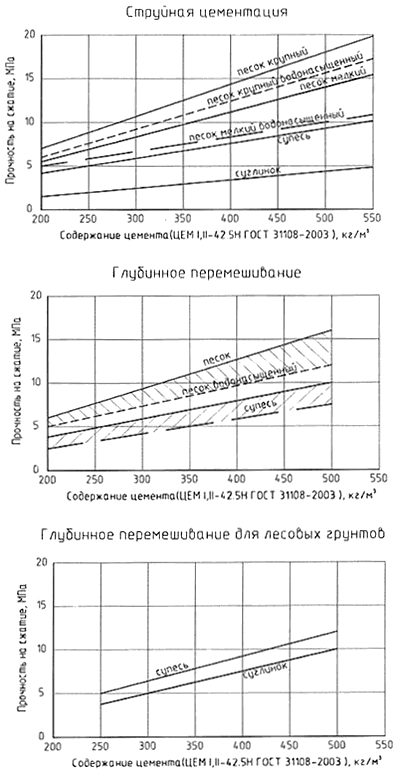 Струйная цементация
Прочность на сжатие, МПа
20
15
10
5
0
песок крупный
песок крупный водонасыщенный
песок мелкий
песок мелкий водонасыщенный
супесь
суглинок
200 250 300 350 400 450 500 550
Содержание цемента(ЦЕМ I,II-42.5Н ГОСТ 31108-2003 ), кг/м³
Глубинное перемешивание
Прочность на сжатие, МПа
20
15
10
5
0
песок
песок водонасыщенный
супесь
200 250 300 350 400 450 500 550
Содержание цемента(ЦЕМ I,II-42.5Н ГОСТ 31108-2003 ), кг/м³
Глубинное перемешивание для лесовых грунтов
Прочность на сжатие, МПа
20
15
10
5
0
супесь
суглинок
200 250 300 350 400 450 500 550
Содержание цемента(ЦЕМ I,II-42.5Н ГОСТ 31108-2003 ), кг/м³